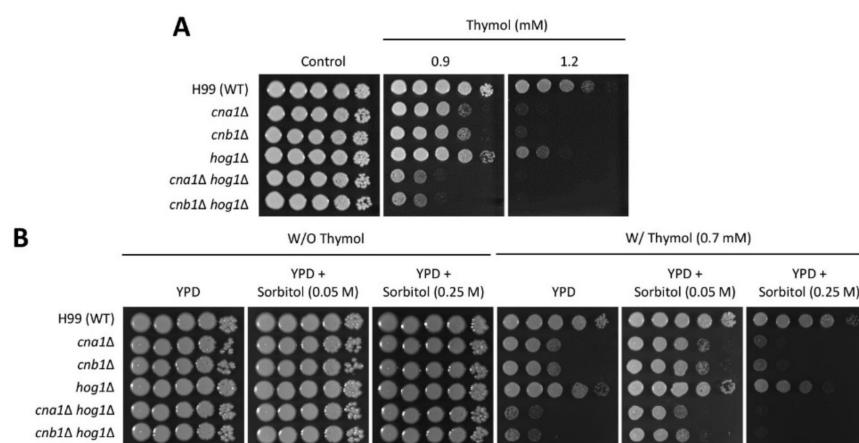 A
Thymol (mM)
Control 0.9 1.2
H99 (WT)
cna1Δ
cnb1Δ
hog1Δ
cna1Δ hog1Δ
cnb1Δ hog1Δ
B
W/O Thymol W/ Thymol (0.7 mM)
YPD YPD + Sorbitol (0.05 M) YPD + Sorbitol (0.25 M) YPD YPD + Sorbitol (0.05 M) YPD + Sorbitol (0.25 M)
H99 (WT)
cna1Δ
cnb1Δ
hog1Δ
cna1Δ hog1Δ
cnb1Δ hog1Δ